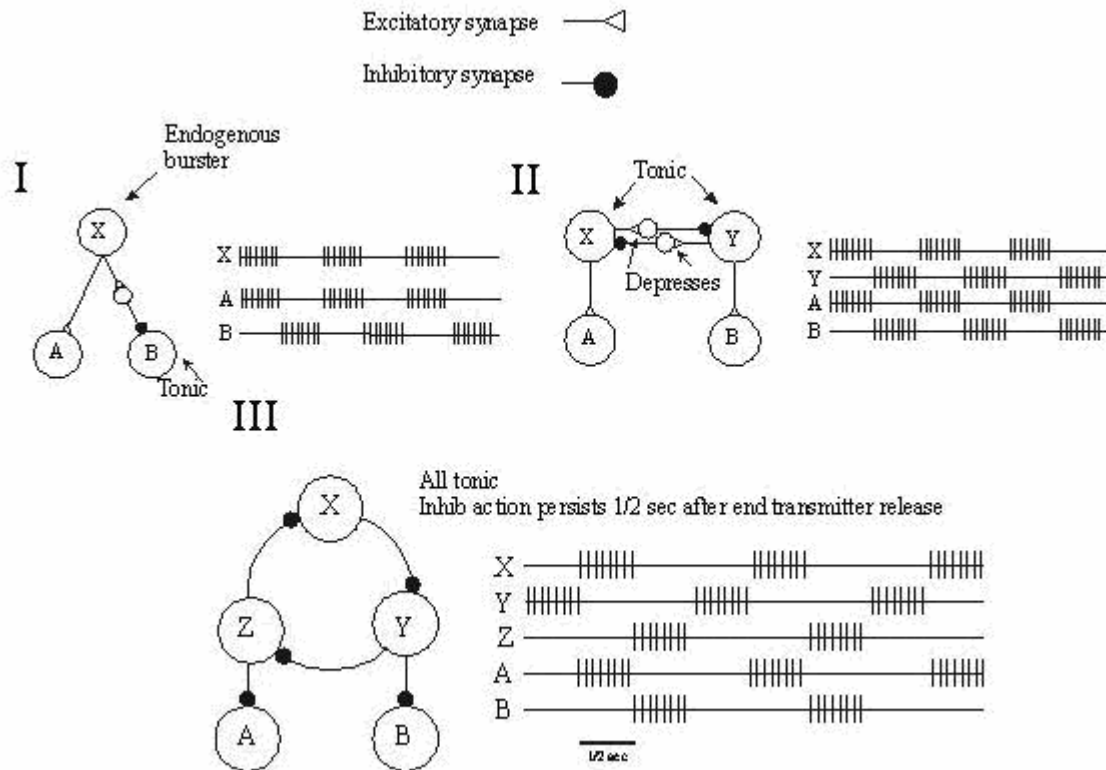 Excitatory synapse
Inhibitory synapse
Endogenous
burster
I
X
A
B
Tonic
X
A
B
II
Tonic
X
Y
Depresses
A
B
X
Y
A
B
III
All tonic
Inhib action persists 1/2 sec after end transmitter release
X
Z
Y
A
B
X
Y
Z
A
B
1/2 sec